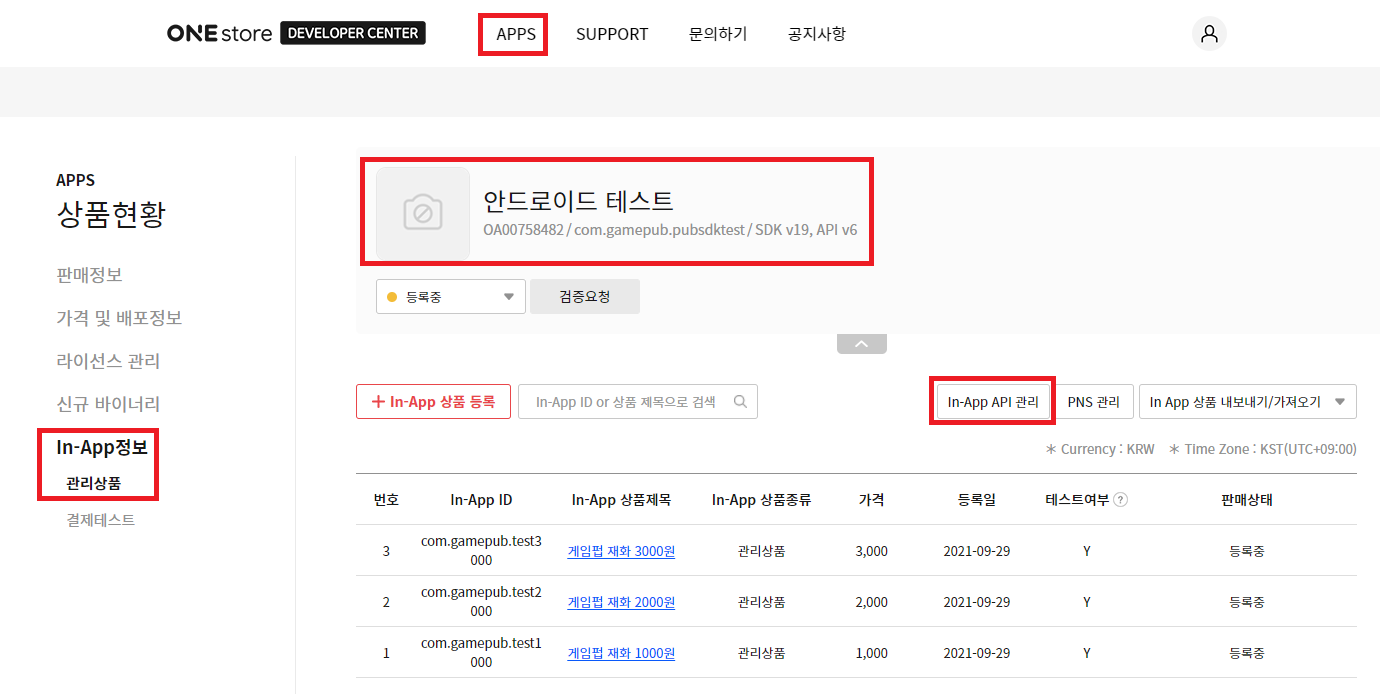 ONE store DEVELOPER CENTER APPS SUPPORT 문의하기 공지사항
APPS
상품현황
판매정보
가격 및 배포정보
라이선스 관리
신규 바이너리
In-App정보
관리상품
결제테스트
안드로이드 테스트
OA00758482 / com.gamepub.pubsdktest / SDK v19, API v6
등록중 검증요청
+ In-App 상품 등록 In-App ID or 상품 제목으로 검색 In-App API 관리 PNS 관리 In App 상품 내보내기/가져오기
* Currency : KRW * Time Zone : KST(UTC+09:00)
번호 In-App ID In-App 상품제목 In-App 상품종류 가격 등록일 테스트여부 ? 판매상태
3 com.gamepub.test3000 게임펍 재화 3000원 관리상품 3,000 2021-09-29 Y 등록중
2 com.gamepub.test2000 게임펍 재화 2000원 관리상품 2,000 2021-09-29 Y 등록중
1 com.gamepub.test1000 게임펍 재화 1000원 관리상품 1,000 2021-09-29 Y 등록중